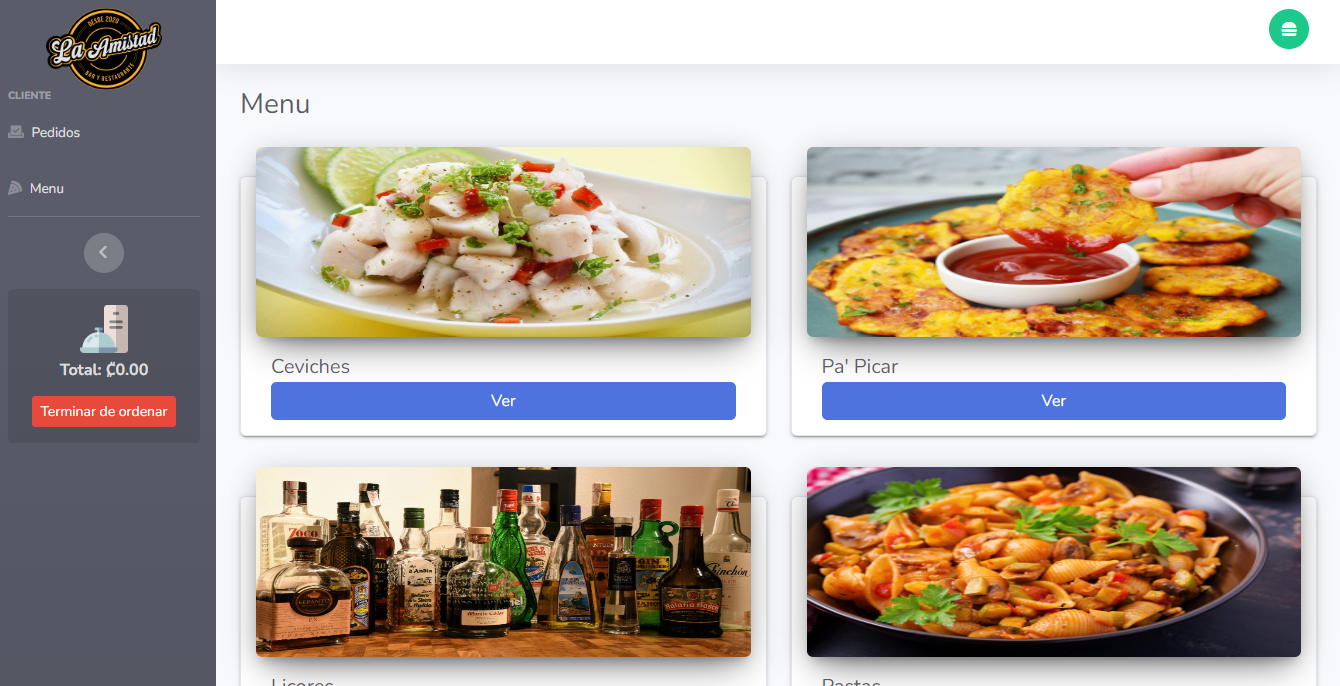 DESDE 2020
La Amistad
BAR Y RESTAURANTE
CLIENTE
Pedidos
Menu
Total: ₡0.00
Terminar de ordenar
Menu
Ceviches
Ver
Pa' Picar
Ver
Licores
Pastas